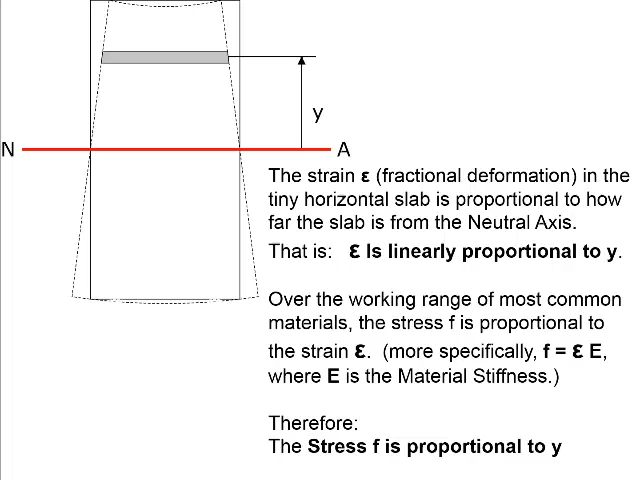 y
N
A
The strain ε (fractional deformation) in the
tiny horizontal slab is proportional to how
far the slab is from the Neutral Axis.
That is: ε Is linearly proportional to y.
Over the working range of most common
materials, the stress f is proportional to
the strain ε. (more specifically, f = ε E,
where E is the Material Stiffness.)
Therefore:
The Stress f is proportional to y